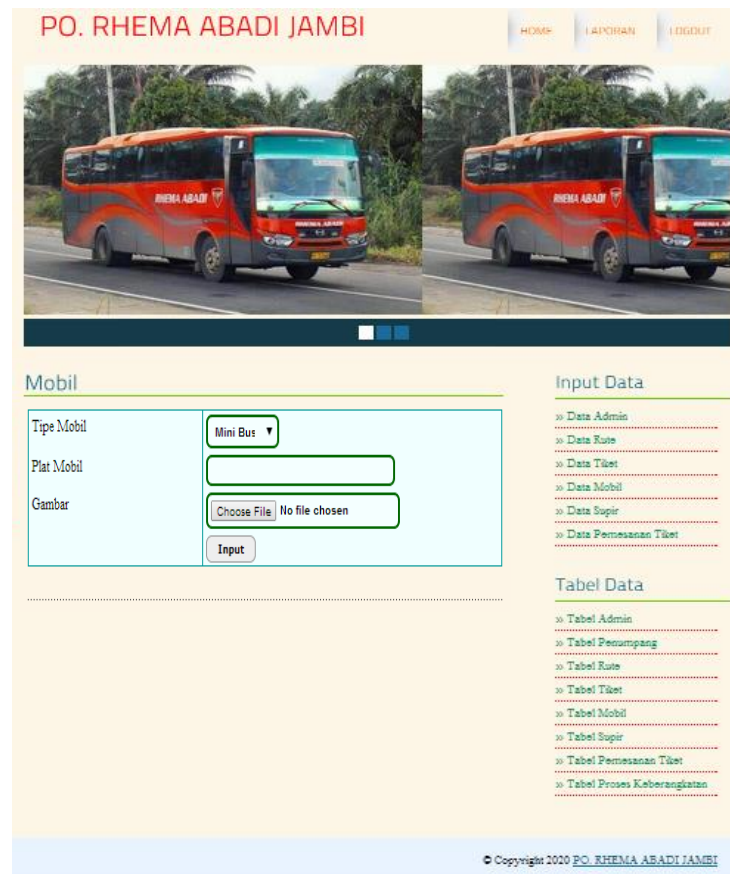 PO. RHEMA ABADI JAMBI
HOME LAPORAN LOGOUT
RHEMA ABADI
RHEMA ABADI
RHEMA ABADI
Mobil
Tipe Mobil
Mini Bus
Plat Mobil
Gambar
Choose File No file chosen
Input
Input Data
» Data Admin
» Data Rute
» Data Tiket
» Data Mobil
» Data Supir
» Data Pemesanan Tiket
Tabel Data
» Tabel Admin
» Tabel Penumpang
» Tabel Rute
» Tabel Tiket
» Tabel Mobil
» Tabel Supir
» Tabel Pemesanan Tiket
» Tabel Proses Keberangkatan
© Copyright 2020 PO. RHEMA ABADI JAMBI